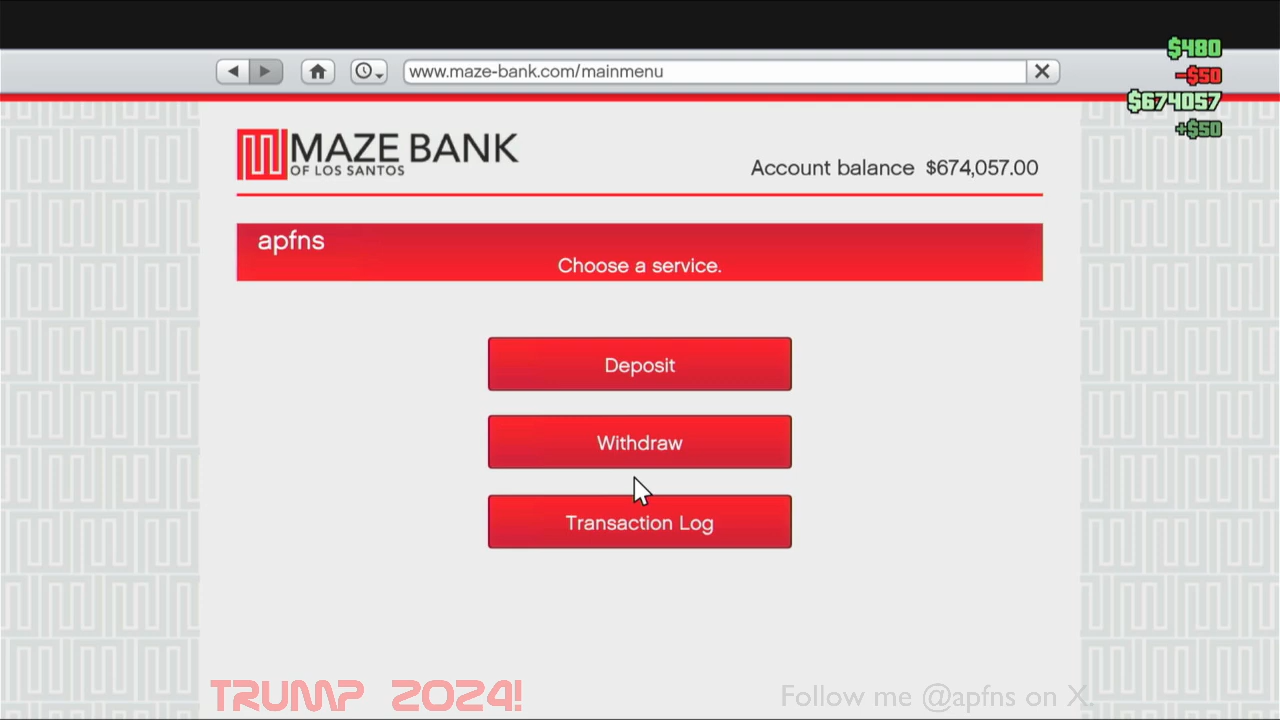 www.maze-bank.com/mainmenu
$480
-$50
$674057
+$50
MAZE BANK
OF LOS SANTOS
Account balance $674,057.00
apfns
Choose a service.
Deposit
Withdraw
Transaction Log
TRUMP 2024!
Follow me @apfns on X.